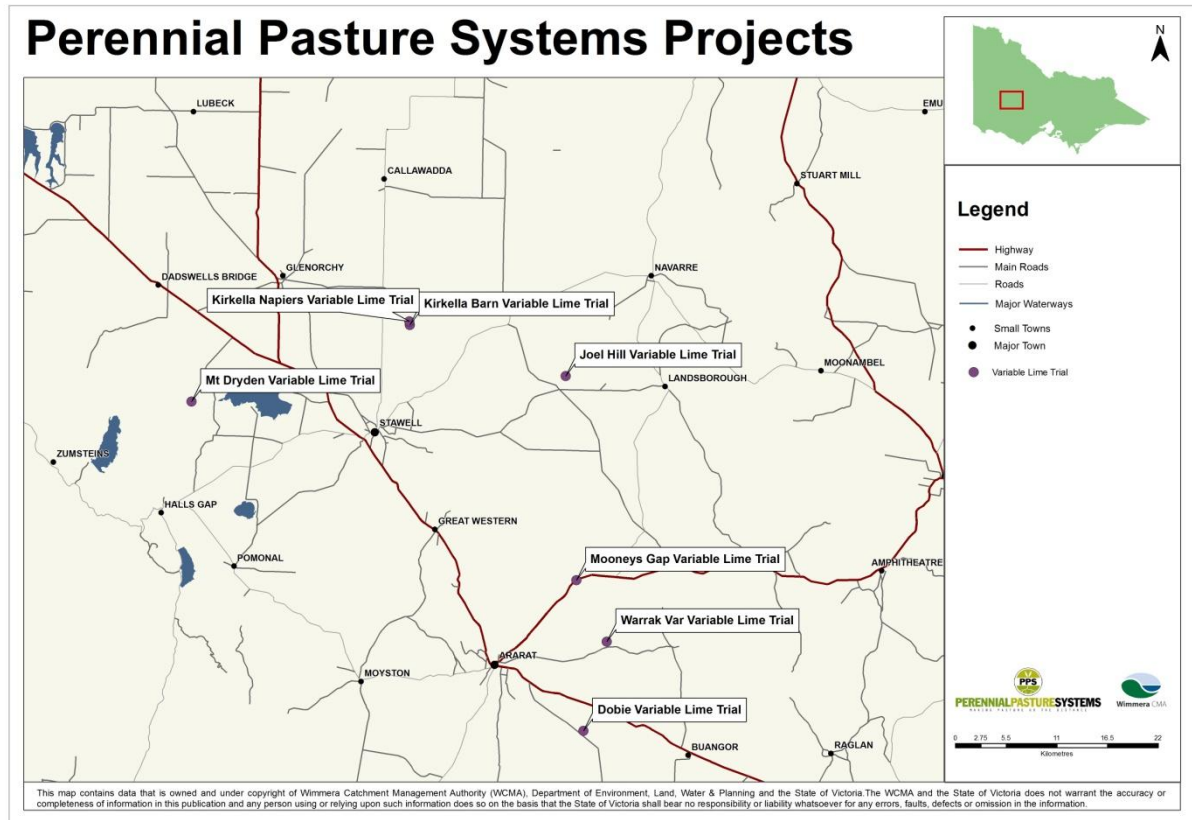 Perennial Pasture Systems Projects
N
LUBECK
EMU
CALLAWADDA
STUART MILL
GLENORCHY
NAVARRE
DADSWELLS BRIDGE
Kirkella Napiers Variable Lime Trial
Kirkella Barn Variable Lime Trial
Joel Hill Variable Lime Trial
MOONAMBEL
Mt Dryden Variable Lime Trial
LANDSBOROUGH
STAWELL
ZUMSTEINS
HALLS GAP
GREAT WESTERN
POMONAL
Mooneys Gap Variable Lime Trial
AMPHITHEATRE
Warrak Var Variable Lime Trial
ARARAT
MOYSTON
Dobie Variable Lime Trial
BUANGOR
RAGLAN
Legend
Highway
Main Roads
Roads
Major Waterways
Small Towns
Major Town
Variable Lime Trial
PPS
PERENNIALPASTURESYSTEMS
Wimmera CMA
0 2.75 5.5 11 16.5 22
Kilometres
This map contains data that is owned and under copyright of Wimmera Catchment Management Authority (WCMA), Department of Environment, Land, Water & Planning and the State of Victoria.The WCMA and the State of Victoria does not warrant the accuracy or
completeness of information in this publication and any person using or relying upon such information does so on the basis that the State of Victoria shall bear no responsibility or liability whatsoever for any errors, faults, defects or omission in the information.